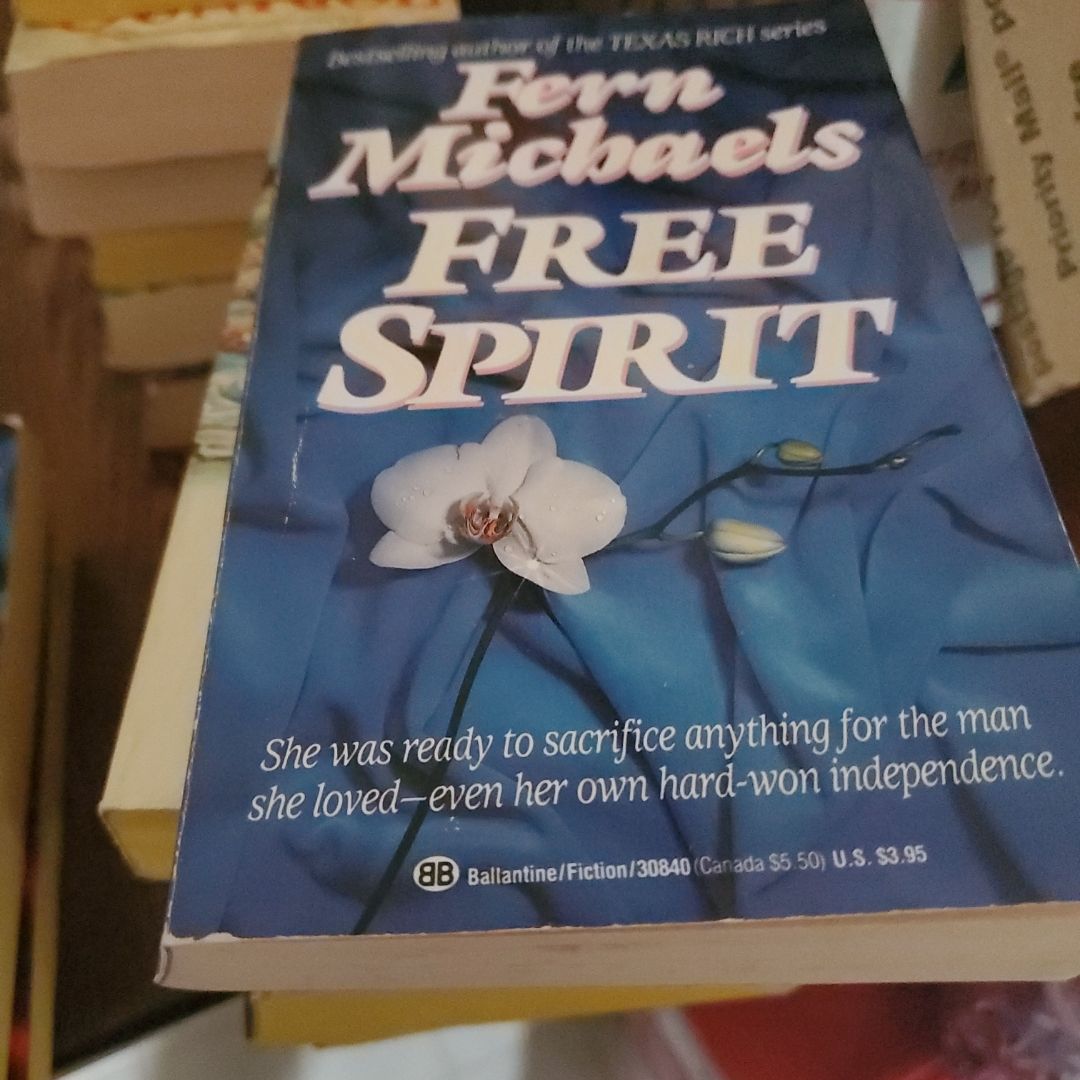 Bestselling author of the TEXAS RICH series
Fern
Michaels
FREE
SPIRIT
She was ready to sacrifice anything for the man
she loved—even her own hard-won independence.
BB Ballantine/Fiction/30840 (Canada $5.50) U.S. $3.95
Priority Mail®